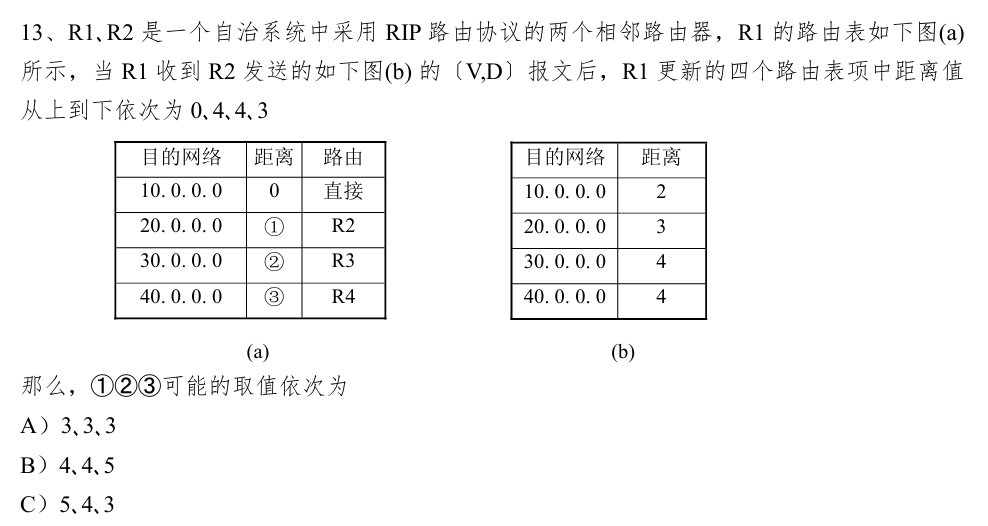 13、R1、R2 是一个自治系统中采用 RIP 路由协议的两个相邻路由器，R1 的路由表如下图(a)
所示，当 R1 收到 R2 发送的如下图(b) 的〔V,D〕报文后，R1 更新的四个路由表项中距离值
从上到下依次为 0、4、4、3
目的网络 距离 路由
10.0.0.0 0 直接
20.0.0.0 ① R2
30.0.0.0 ② R3
40.0.0.0 ③ R4
(a)
目的网络 距离
10.0.0.0 2
20.0.0.0 3
30.0.0.0 4
40.0.0.0 4
(b)
那么，①②③可能的取值依次为
A）3、3、3
B）4、4、5
C）5、4、3